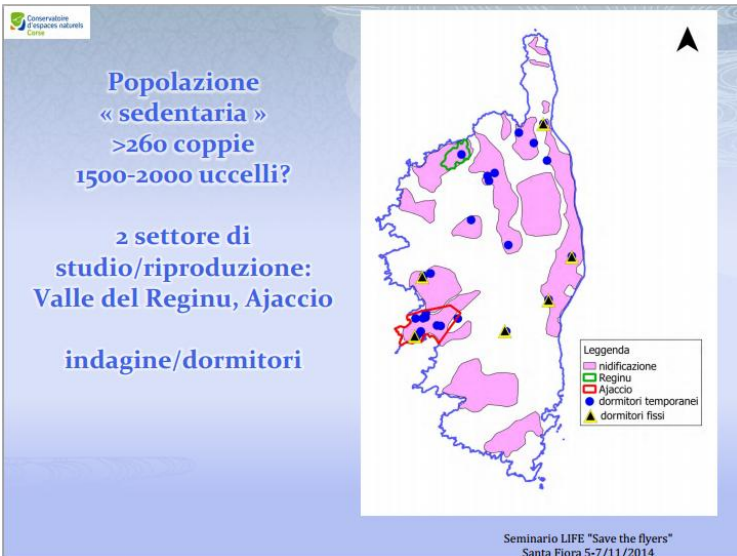 Conservatoire
d'espaces naturels
Corse
Popolazione
« sedentaria »
>260 coppie
1500-2000 uccelli?
2 settore di
studio/riproduzione:
Valle del Reginu, Ajaccio
indagine/dormitori
Leggenda
nidificazione
Reginu
Ajaccio
dormitori temporanei
dormitori fissi
Seminario LIFE "Save the flyers"
Santa Fiora 5-7/11/2014